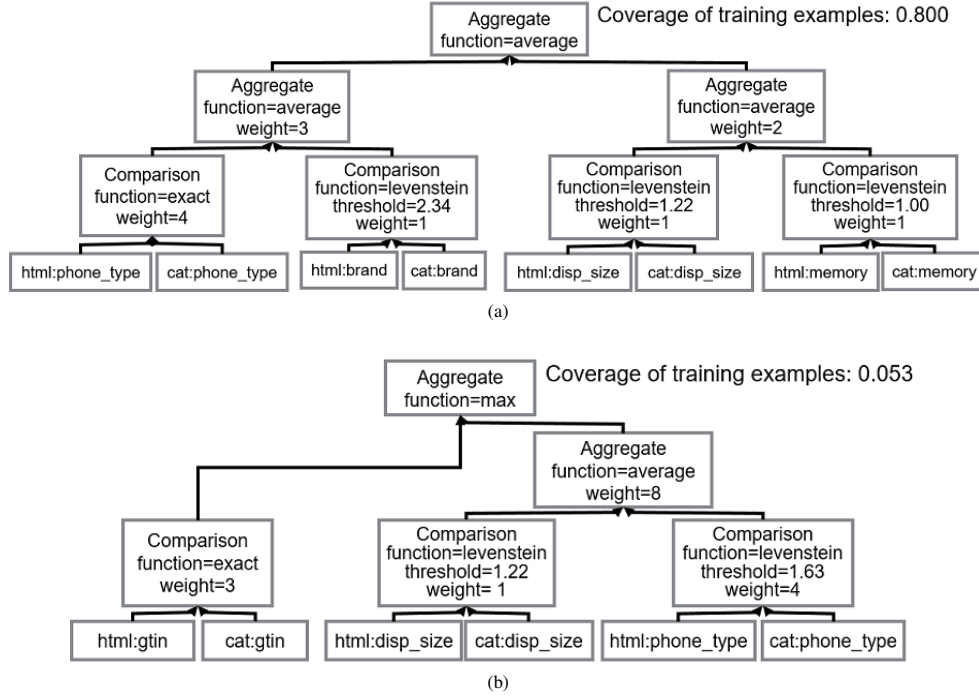 Aggregate
function=average
Coverage of training examples: 0.800
Aggregate
function=average
weight=3
Aggregate
function=average
weight=2
Comparison
function=exact
weight=4
Comparison
function=levenstein
threshold=2.34
weight=1
Comparison
function=levenstein
threshold=1.22
weight=1
Comparison
function=levenstein
threshold=1.00
weight=1
html:phone_type
cat:phone_type
html:brand
cat:brand
html:disp_size
cat:disp_size
html:memory
cat:memory
(a)
Aggregate
function=max
Coverage of training examples: 0.053
Aggregate
function=average
weight=8
Comparison
function=exact
weight=3
Comparison
function=levenstein
threshold=1.22
weight= 1
Comparison
function=levenstein
threshold=1.63
weight=4
html:gtin
cat:gtin
html:disp_size
cat:disp_size
html:phone_type
cat:phone_type
(b)